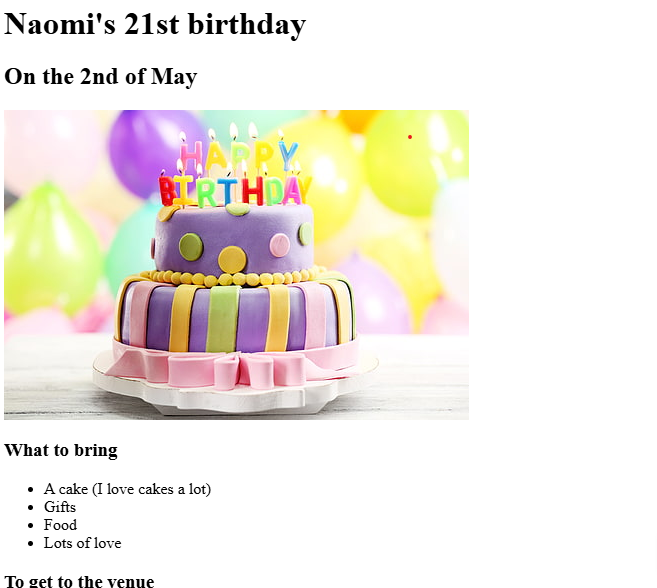 Naomi's 21st birthday
On the 2nd of May
HAPPY
BIRTHDAY
What to bring
A cake (I love cakes a lot)
Gifts
Food
Lots of love
To get to the venue